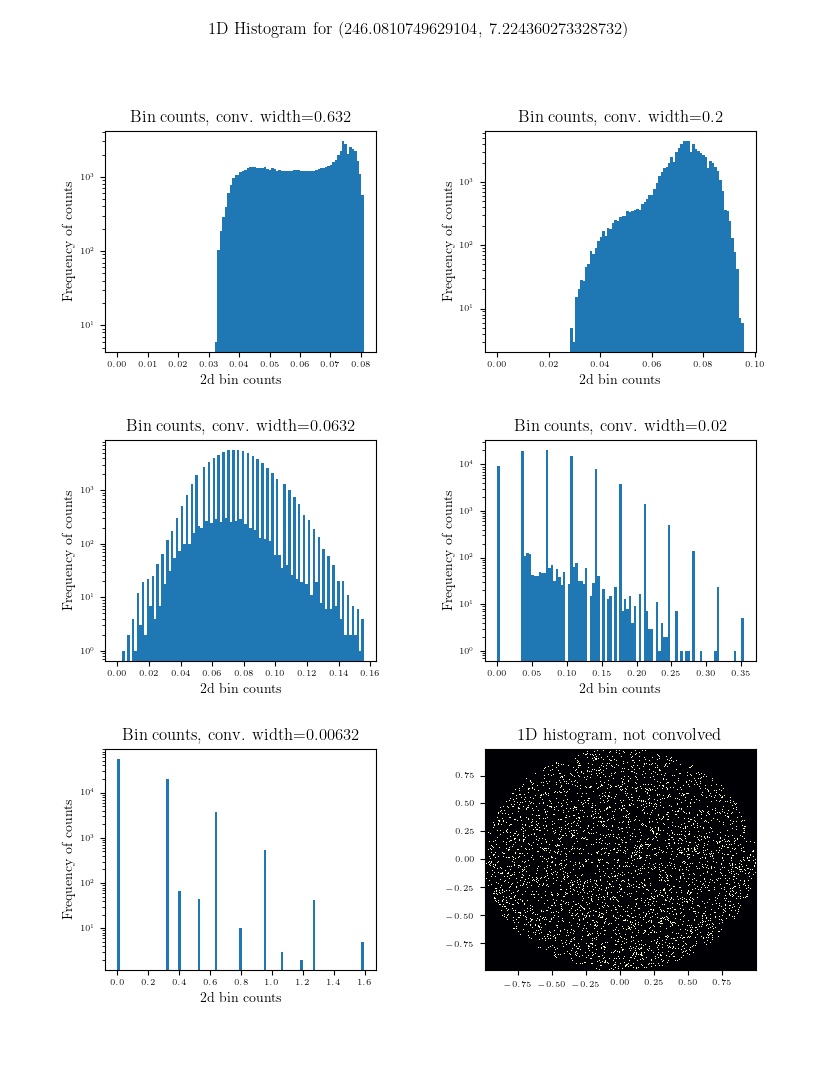 1D Histogram for (246.0810749629104, 7.224360273328732)
Bin counts, conv. width=0.632
Frequency of counts
10³
10²
10¹
0.00 0.01 0.02 0.03 0.04 0.05 0.06 0.07 0.08
2d bin counts
Bin counts, conv. width=0.2
Frequency of counts
10³
10²
10¹
0.00 0.02 0.04 0.06 0.08 0.10
2d bin counts
Bin counts, conv. width=0.0632
Frequency of counts
10³
10²
10¹
10⁰
0.00 0.02 0.04 0.06 0.08 0.10 0.12 0.14 0.16
2d bin counts
Bin counts, conv. width=0.02
Frequency of counts
10⁴
10³
10²
10¹
10⁰
0.00 0.05 0.10 0.15 0.20 0.25 0.30 0.35
2d bin counts
Bin counts, conv. width=0.00632
Frequency of counts
10⁴
10³
10²
10¹
0.0 0.2 0.4 0.6 0.8 1.0 1.2 1.4 1.6
2d bin counts
1D histogram, not convolved
0.75
0.50
0.25
0.00
−0.25
−0.50
−0.75
−0.75 −0.50 −0.25 0.00 0.25 0.50 0.75